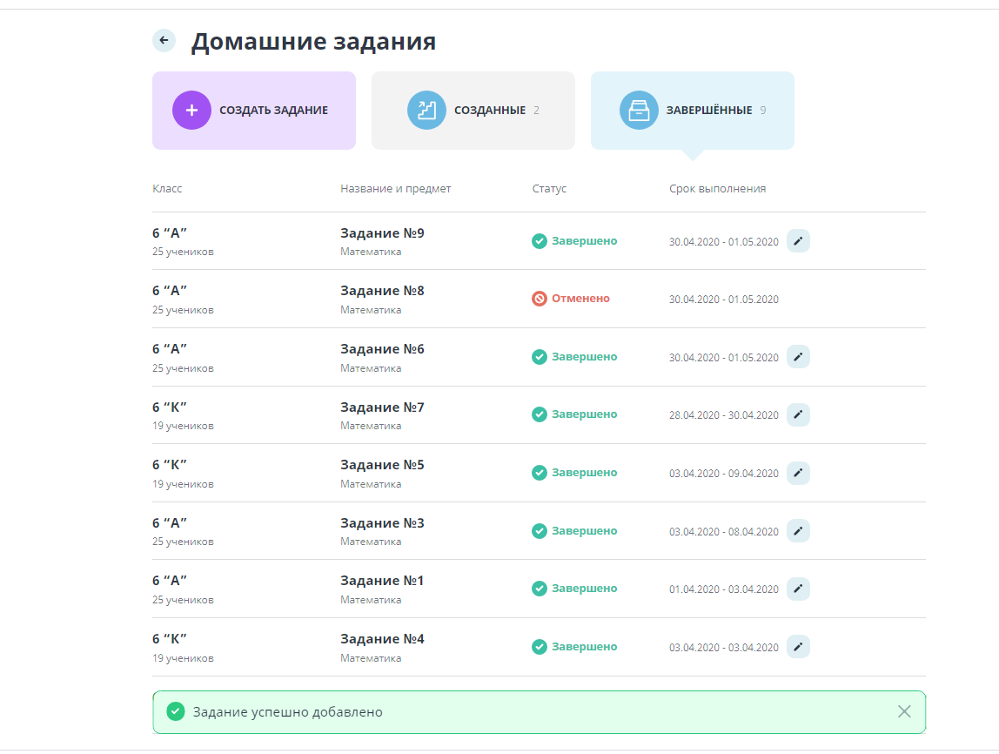 Домашние задания
СОЗДАТЬ ЗАДАНИЕ
СОЗДАННЫЕ 2
ЗАВЕРШЁННЫЕ 9
Класс Название и предмет Статус Срок выполнения
6 “А” Задание №9 Завершено 30.04.2020 - 01.05.2020
25 учеников Математика
6 “А” Задание №8 Отменено 30.04.2020 - 01.05.2020
25 учеников Математика
6 “А” Задание №6 Завершено 30.04.2020 - 01.05.2020
25 учеников Математика
6 “К” Задание №7 Завершено 28.04.2020 - 30.04.2020
19 учеников Математика
6 “К” Задание №5 Завершено 03.04.2020 - 09.04.2020
19 учеников Математика
6 “А” Задание №3 Завершено 03.04.2020 - 08.04.2020
25 учеников Математика
6 “А” Задание №1 Завершено 01.04.2020 - 03.04.2020
25 учеников Математика
6 “К” Задание №4 Завершено 03.04.2020 - 03.04.2020
19 учеников Математика
Задание успешно добавлено